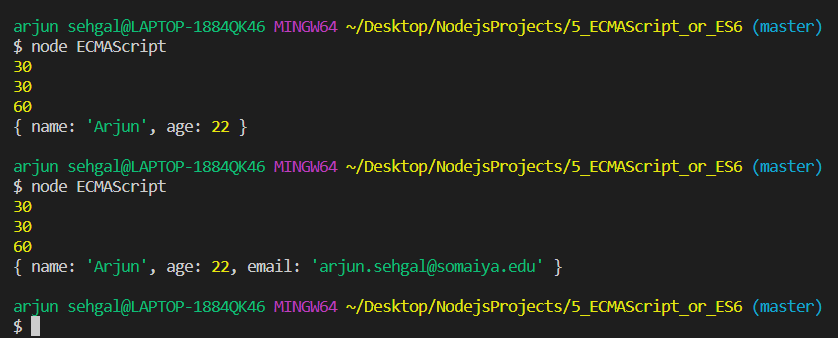 arjun sehgal@LAPTOP-1884QK46 MINGW64 ~/Desktop/NodejsProjects/5_ECMAScript_or_ES6 (master)
$ node ECMAScript
30
30
60
{ name: 'Arjun', age: 22 }
arjun sehgal@LAPTOP-1884QK46 MINGW64 ~/Desktop/NodejsProjects/5_ECMAScript_or_ES6 (master)
$ node ECMAScript
30
30
60
{ name: 'Arjun', age: 22, email: 'arjun.sehgal@somaiya.edu' }
arjun sehgal@LAPTOP-1884QK46 MINGW64 ~/Desktop/NodejsProjects/5_ECMAScript_or_ES6 (master)
$